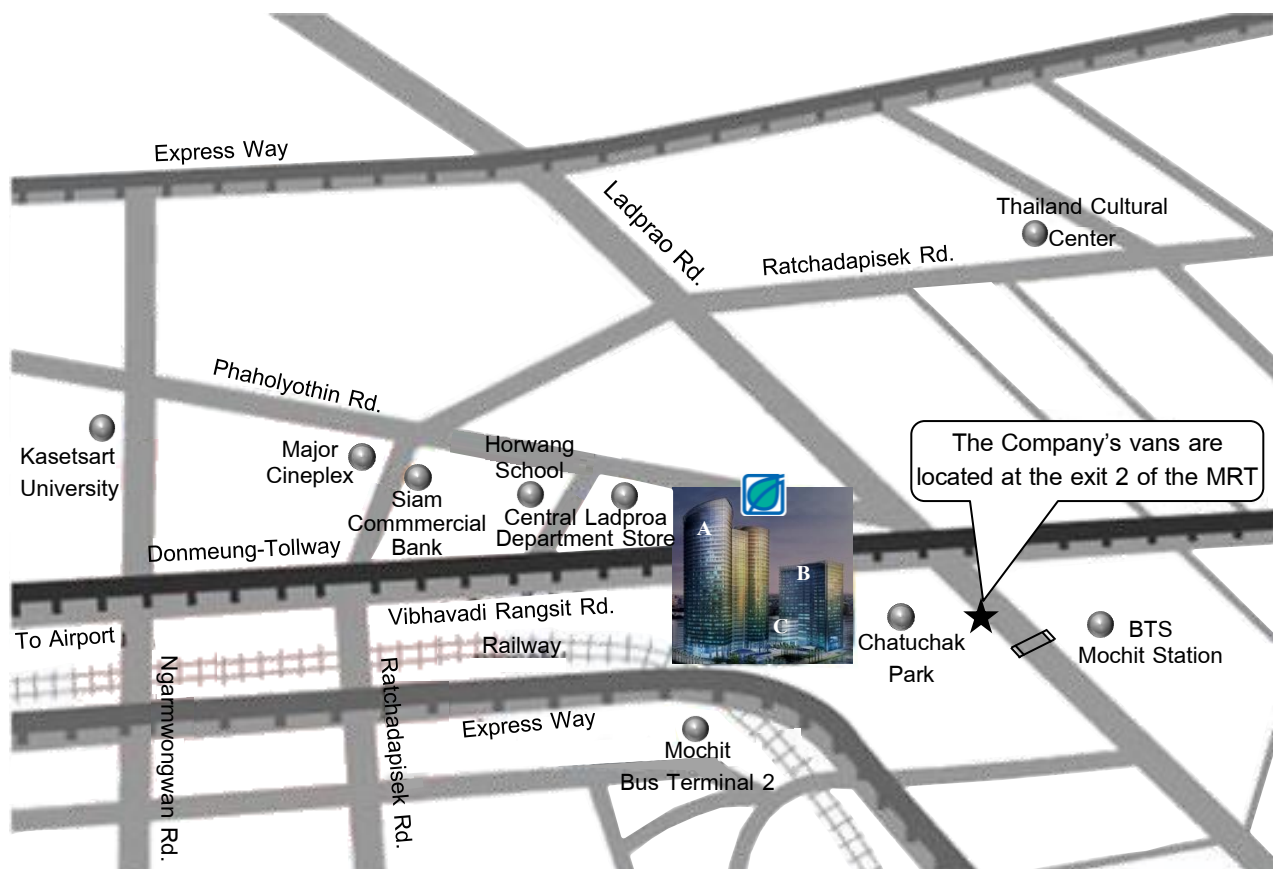 Express Way
Ladprao Rd.
Thailand Cultural
Center
Ratchadapisek Rd.
Phaholyothin Rd.
The Company's vans are
located at the exit 2 of the MRT
Kasetsart
University
Major
Cineplex
Horwang
School
Siam
Commmercial
Bank
Central Ladproa
Department Store
A
B
C
Donmeung-Tollway
Vibhavadi Rangsit Rd.
To Airport
Railway
Chatuchak
Park
BTS
Mochit Station
Ngarmwongwan Rd.
Ratchadapisek Rd.
Express Way
Mochit
Bus Terminal 2